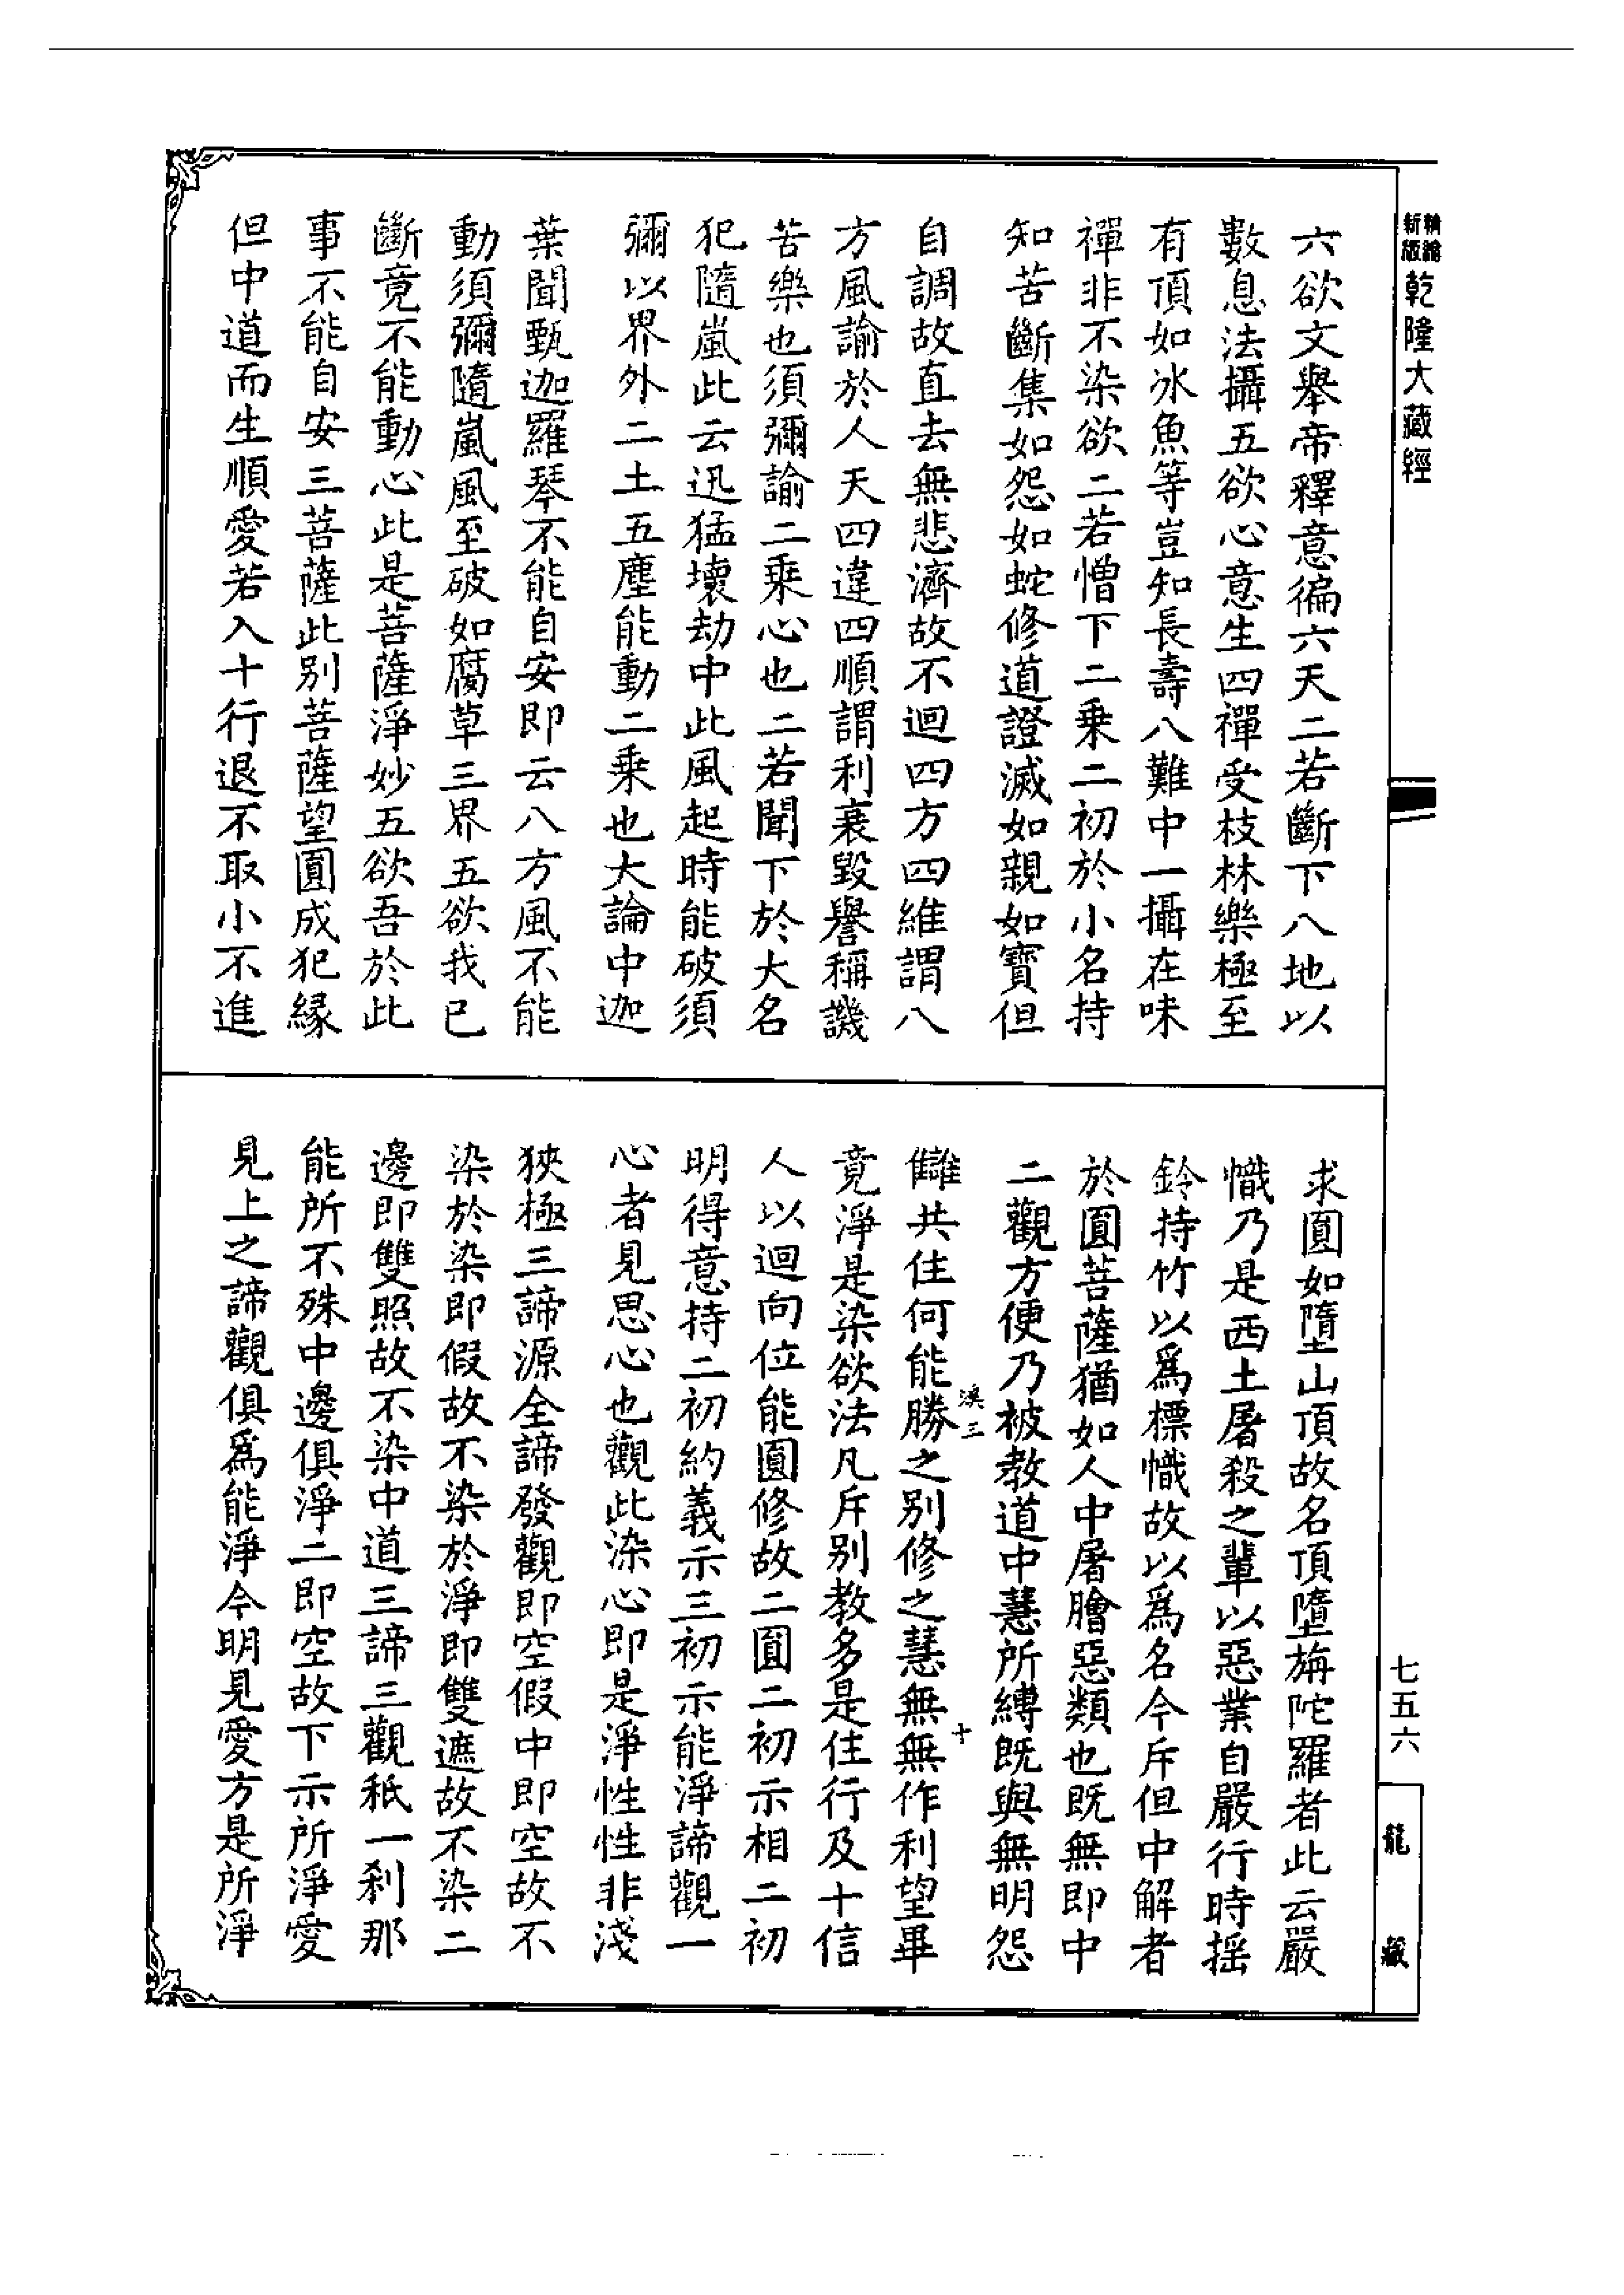 精繪
新版
乾隆大藏經
六欲文舉帝釋意徧六天二若斷下八地以
數息法攝五欲心意生四禪受枝林樂極至
有頂如冰魚等豈知長壽八難中一攝在味
禪非不染欲二若憎下二乗二初於小名持
知苦斷集如怨如蛇修道證滅如親如寶但
自調故直去無悲濟故不迴四方四維謂八
方風諭於人天四違四順謂利衰毀譽稱譏
苦樂也須彌諭二乗心也二若聞下於大名
犯隨嵐此云迅猛壞劫中此風起時能破須
彌以界外二土五塵能動二乗也大論中迦
葉聞甄迦羅琴不能自安即云八方風不能
動須彌隨嵐風至破如腐草三界五欲我已
斷竟不能動心此是菩薩淨妙五欲吾於此
事不能自安三菩薩此别菩薩望圓成犯緣
但中道而生順愛若入十行退不取小不進
求圓如墮山頂故名頂墮旃陀羅者此云嚴
幟乃是西土屠殺之輩以惡業自嚴行時摇
鈴持竹以爲標幟故以爲名今斥但中解者
於圓菩薩猶如人中屠膾惡類也既無即中
二觀方便乃被教道中慧所縛既與無明怨
讎共住何能勝之别修之慧無無作利望畢
竟淨是染欲法凡斥别教多是住行及十信
人以迴向位能圓修故二圓二初示相二初
明得意持二初約義示三初示能淨諦觀一
心者見思心也觀此染心即是淨性性非淺
狹極三諦源全諦發觀即空假中即空故不
染於染即假故不染於淨即雙遮故不染二
邊即雙照故不染中道三諦三觀秖一刹那
能所不殊中邊俱淨二即空故下示所淨愛
見上之諦觀俱爲能淨今明見愛方是所淨
溪三
十
七五六
龍藏